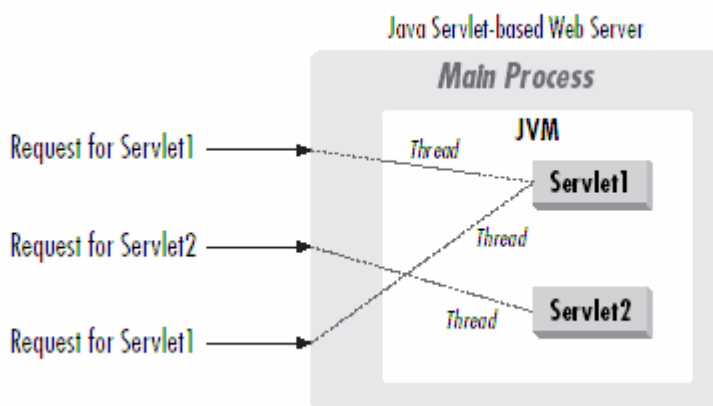 Java Servlet-based Web Server
Main Process
JVM
Request for Servlet1
Thread
Servlet1
Request for Servlet2
Thread
Thread
Servlet2
Request for Servlet1